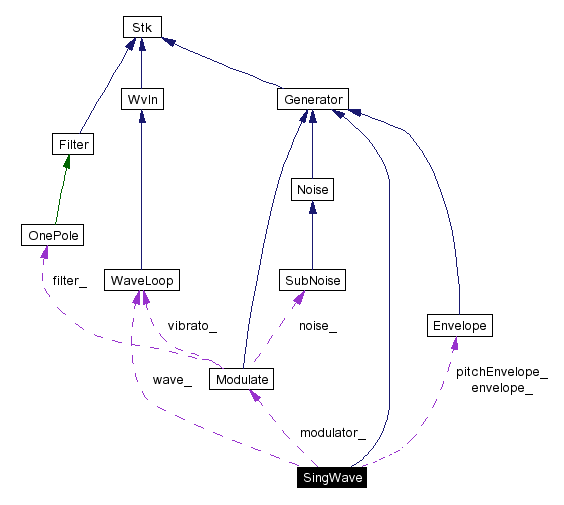 Stk
WvIn
Generator
Filter
Noise
OnePole
filter_
WaveLoop
SubNoise
vibrato_
noise_
Envelope
wave_
Modulate
pitchEnvelope_
envelope_
modulator_
SingWave